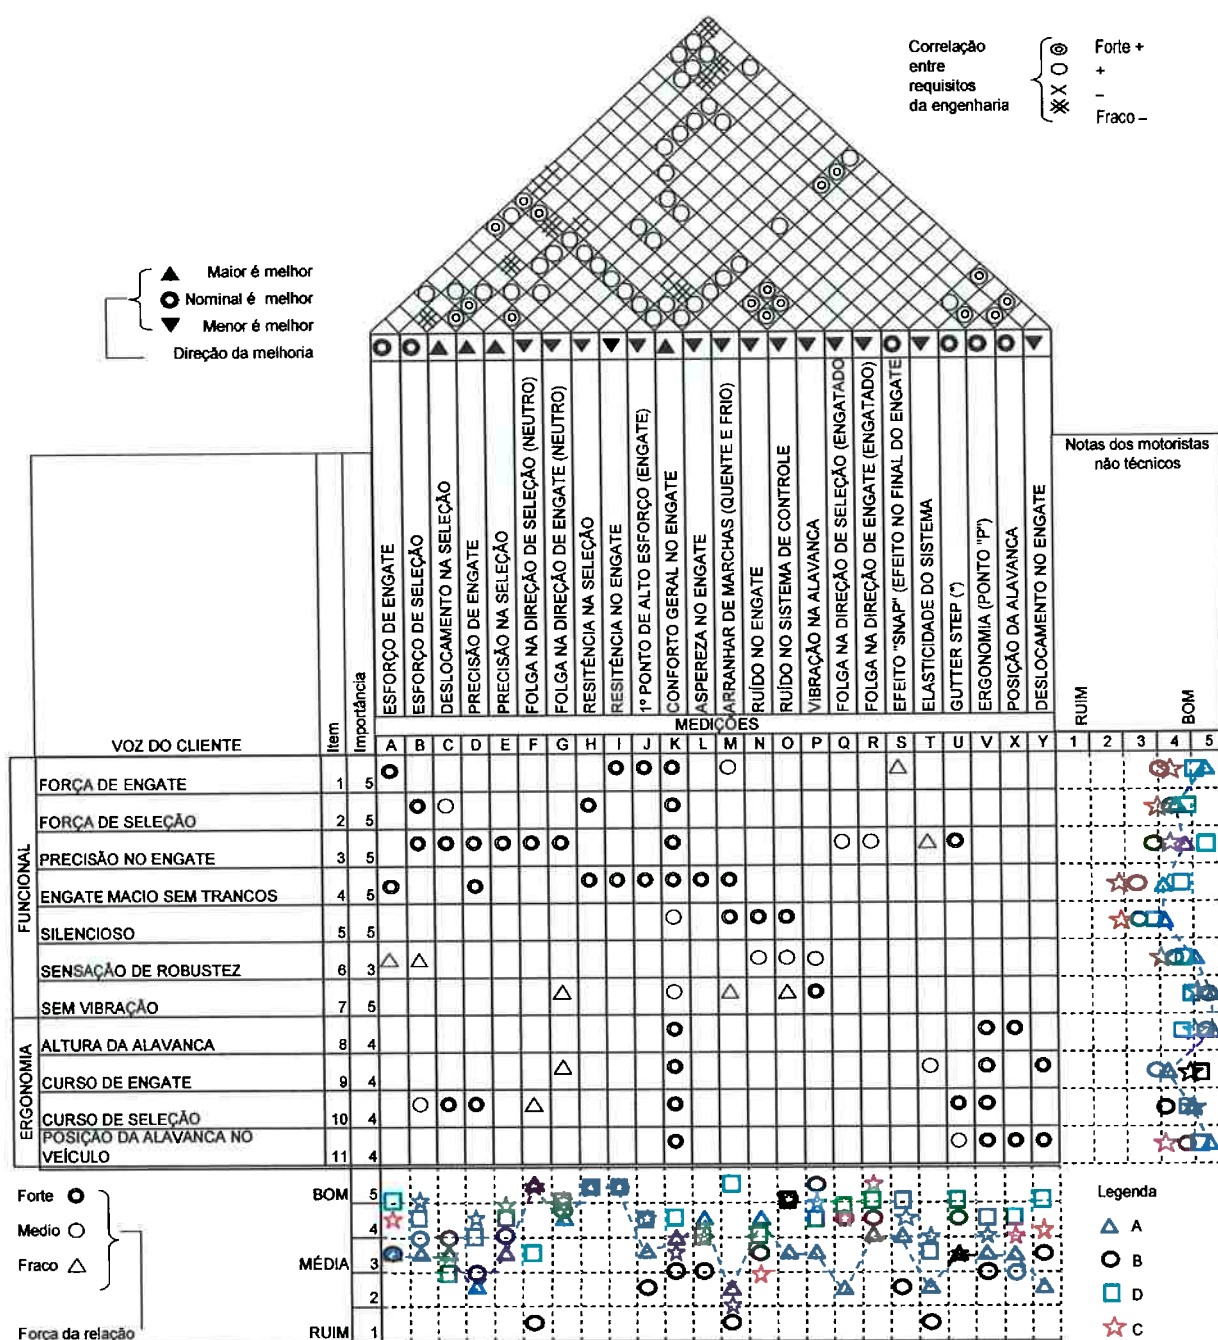 Correlação
entre
requisitos
da engenharia
Forte +
+
–
Fraco –
Maior é melhor
Nominal é melhor
Menor é melhor
Direção da melhoria
ESFORÇO DE ENGATE
ESFORÇO DE SELEÇÃO
DESLOCAMENTO NA SELEÇÃO
PRECISÃO DE ENGATE
PRECISÃO NA SELEÇÃO
FOLGA NA DIREÇÃO DE SELEÇÃO (NEUTRO)
FOLGA NA DIREÇÃO DE ENGATE (NEUTRO)
RESITÊNCIA NA SELEÇÃO
RESITÊNCIA NO ENGATE
1º PONTO DE ALTO ESFORÇO (ENGATE)
CONFORTO GERAL NO ENGATE
ASPEREZA NO ENGATE
ARRANHAR DE MARCHAS (QUENTE E FRIO)
RUÍDO NO ENGATE
RUÍDO NO SISTEMA DE CONTROLE
VIBRAÇÃO NA ALAVANCA
FOLGA NA DIREÇÃO DE SELEÇÃO (ENGATADO)
FOLGA NA DIREÇÃO DE ENGATE (ENGATADO)
EFEITO "SNAP" (EFEITO NO FINAL DO ENGATE
ELASTICIDADE DO SISTEMA
GUTTER STEP (*)
ERGONOMIA (PONTO "P")
POSIÇÃO DA ALAVANCA
DESLOCAMENTO NO ENGATE
Notas dos motoristas
não técnicos
RUIM
BOM
MEDIÇÕES
VOZ DO CLIENTE
Item
Importância
A B C D E F G H I J K L M N O P Q R S T U V X Y
1 2 3 4 5
FUNCIONAL
FORÇA DE ENGATE 1 5
FORÇA DE SELEÇÃO 2 5
PRECISÃO NO ENGATE 3 5
ENGATE MACIO SEM TRANCOS 4 5
SILENCIOSO 5 5
SENSAÇÃO DE ROBUSTEZ 6 3
SEM VIBRAÇÃO 7 5
ERGONOMIA
ALTURA DA ALAVANCA 8 4
CURSO DE ENGATE 9 4
CURSO DE SELEÇÃO 10 4
POSIÇÃO DA ALAVANCA NO
VEÍCULO 11 4
Forte
Medio
Fraco
Força da relação
BOM 5
4
MÉDIA 3
2
RUIM 1
Legenda
A
B
D
C